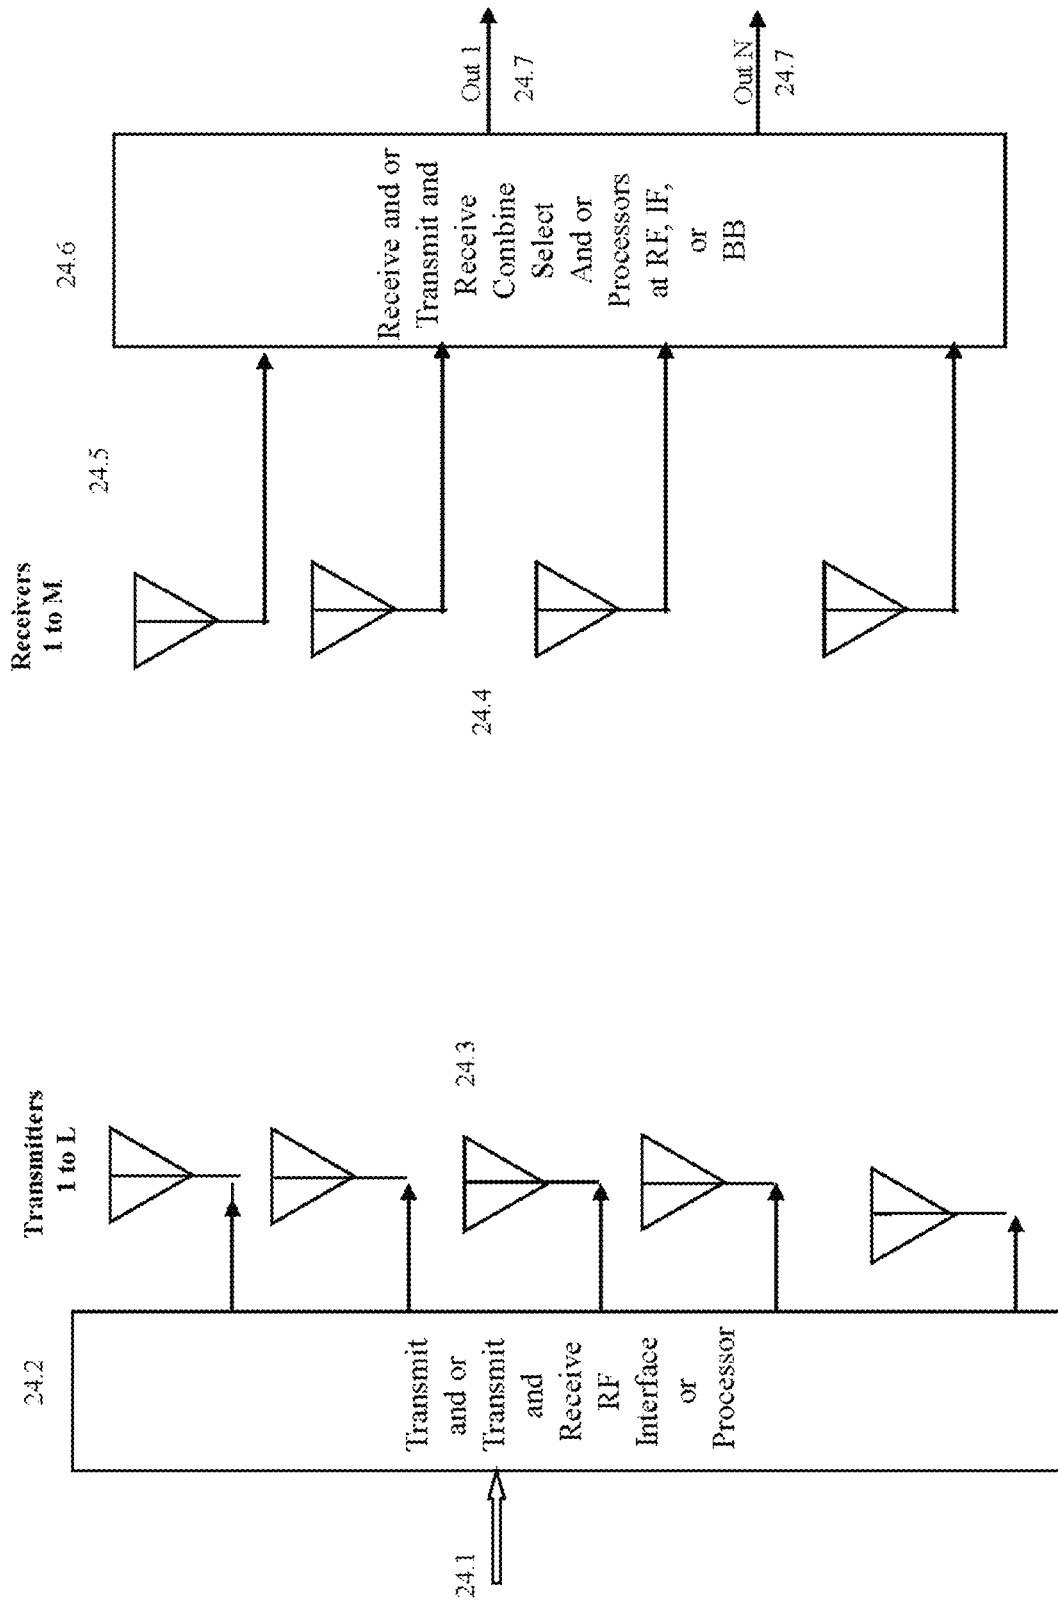 24.1
24.2
Transmit
and or
Transmit
and
Receive
RF
Interface
or
Processor
Transmitters
1 to L
24.3
Receivers
1 to M
24.4
24.5
24.6
Receive and or
Transmit and
Receive
Combine
Select
And or
Processors
at RF, IF,
or
BB
Out 1
24.7
Out N
24.7